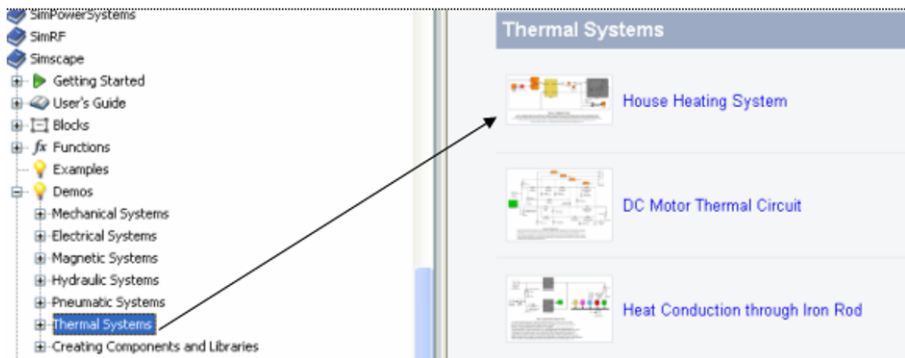 SimPowerSystems
SimRF
Simscape
Getting Started
User's Guide
Blocks
fx Functions
Examples
Demos
Mechanical Systems
Electrical Systems
Magnetic Systems
Hydraulic Systems
Pneumatic Systems
Thermal Systems
Creating Components and Libraries
Thermal Systems
House Heating System
DC Motor Thermal Circuit
Heat Conduction through Iron Rod